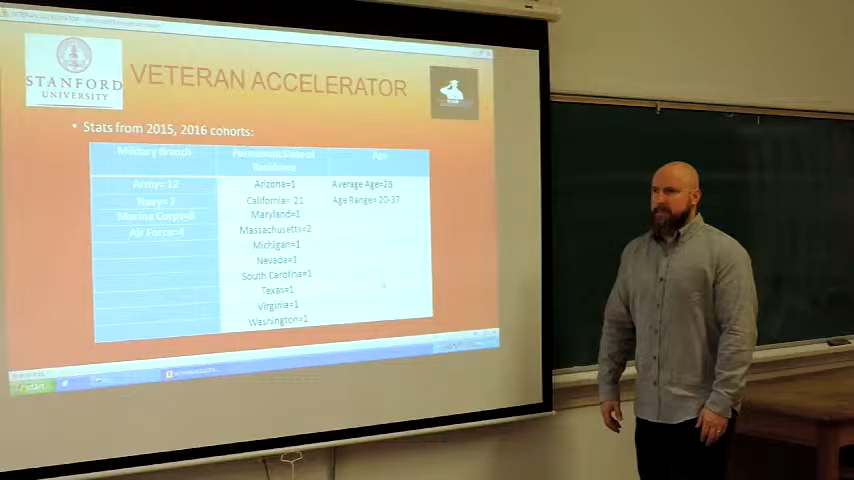 STANFORD
UNIVERSITY
VETERAN ACCELERATOR
• Stats from 2015, 2016 cohorts:
Military Branch
Permanent State of
Residence
Age
Army= 12
Arizona=1
Average Age=28
Navy= 7
California= 21
Age Range= 20-37
Marine Corps=8
Maryland=1
Air Force=4
Massachusetts=2
Michigan=1
Nevada=1
South Carolina=1
Texas=1
Virginia=1
Washington=1
start